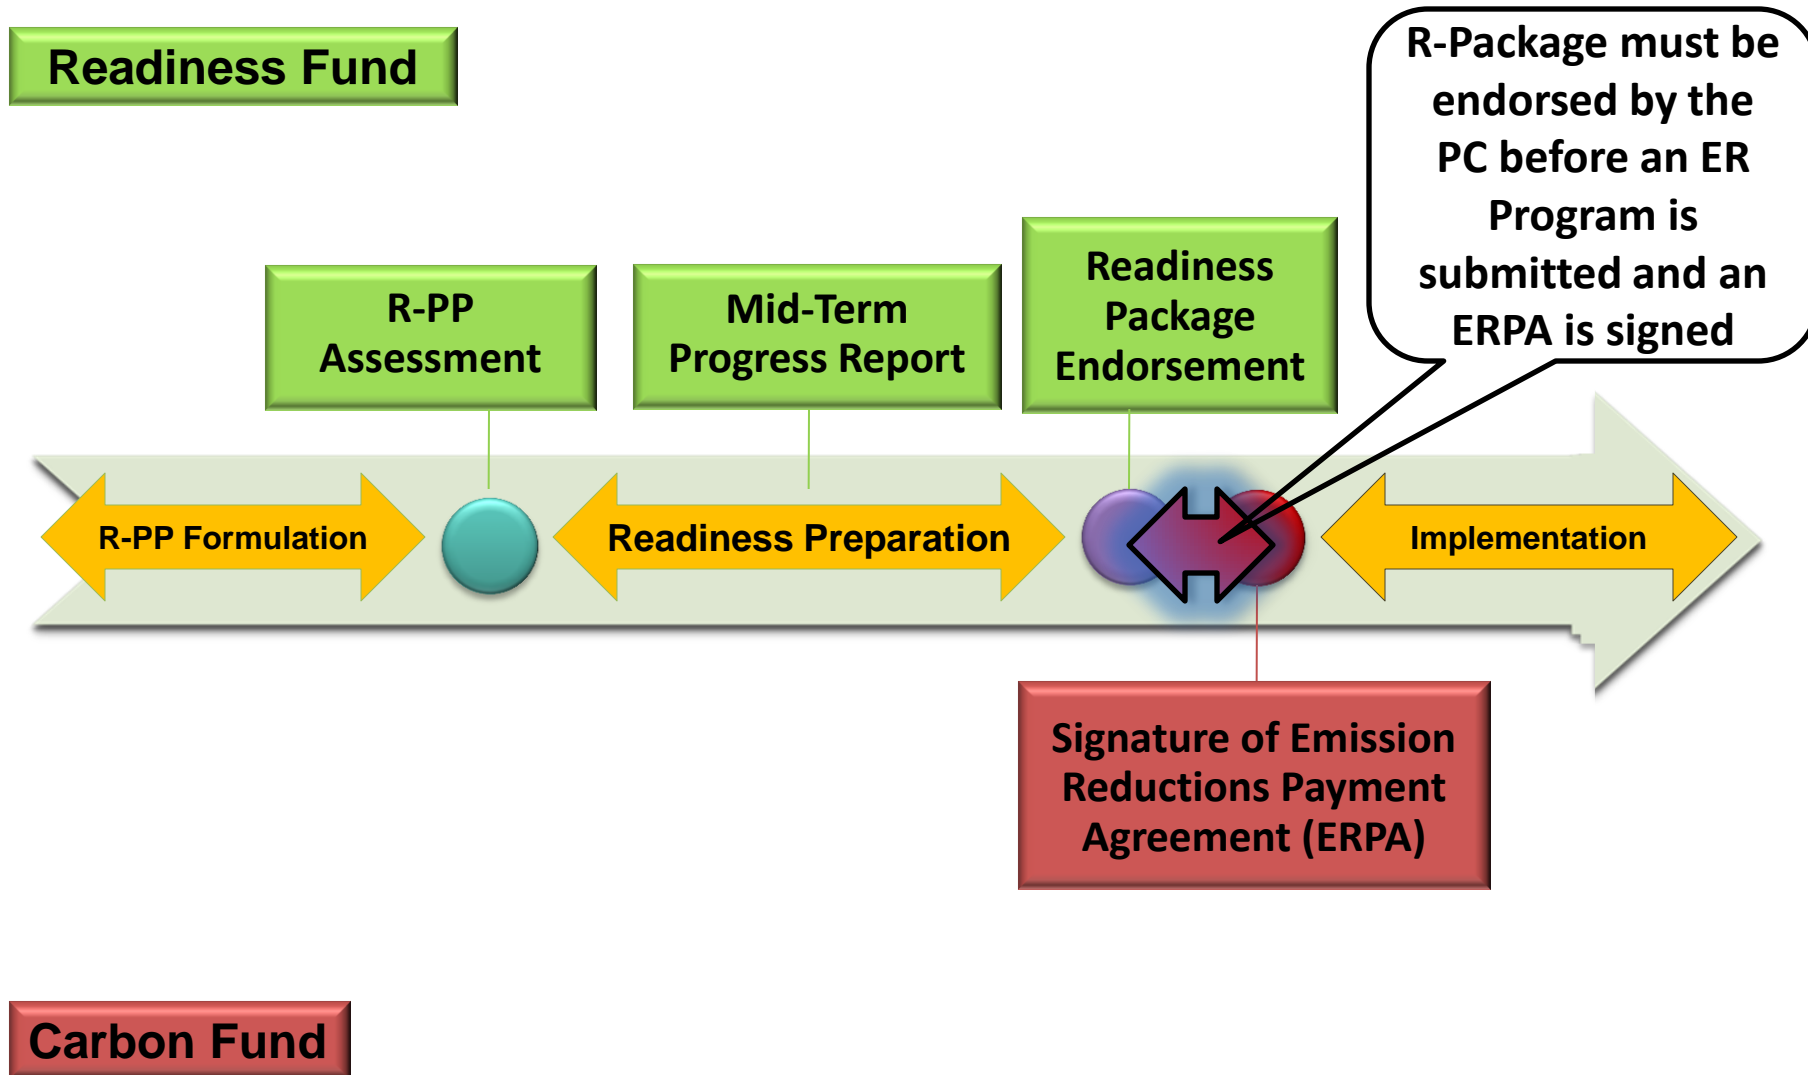 Readiness Fund
R-Package must be
endorsed by the
PC before an ER
Program is
submitted and an
ERPA is signed
R-PP
Assessment
Mid-Term
Progress Report
Readiness
Package
Endorsement
R-PP Formulation
Readiness Preparation
Implementation
Signature of Emission
Reductions Payment
Agreement (ERPA)
Carbon Fund